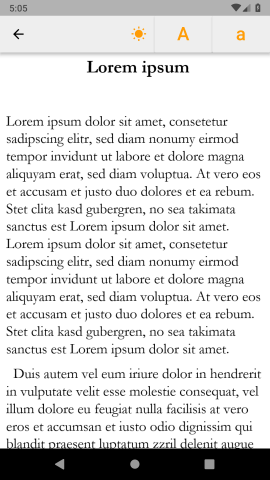 5:05
A
a
Lorem ipsum
Lorem ipsum dolor sit amet, consetetur
sadipscing elitr, sed diam nonumy eirmod
tempor invidunt ut labore et dolore magna
aliquyam erat, sed diam voluptua. At vero eos
et accusam et justo duo dolores et ea rebum.
Stet clita kasd gubergren, no sea takimata
sanctus est Lorem ipsum dolor sit amet.
Lorem ipsum dolor sit amet, consetetur
sadipscing elitr, sed diam nonumy eirmod
tempor invidunt ut labore et dolore magna
aliquyam erat, sed diam voluptua. At vero eos
et accusam et justo duo dolores et ea rebum.
Stet clita kasd gubergren, no sea takimata
sanctus est Lorem ipsum dolor sit amet.
Duis autem vel eum iriure dolor in hendrerit
in vulputate velit esse molestie consequat, vel
illum dolore eu feugiat nulla facilisis at vero
eros et accumsan et iusto odio dignissim qui
blandit praesent luptatum zzril delenit augue